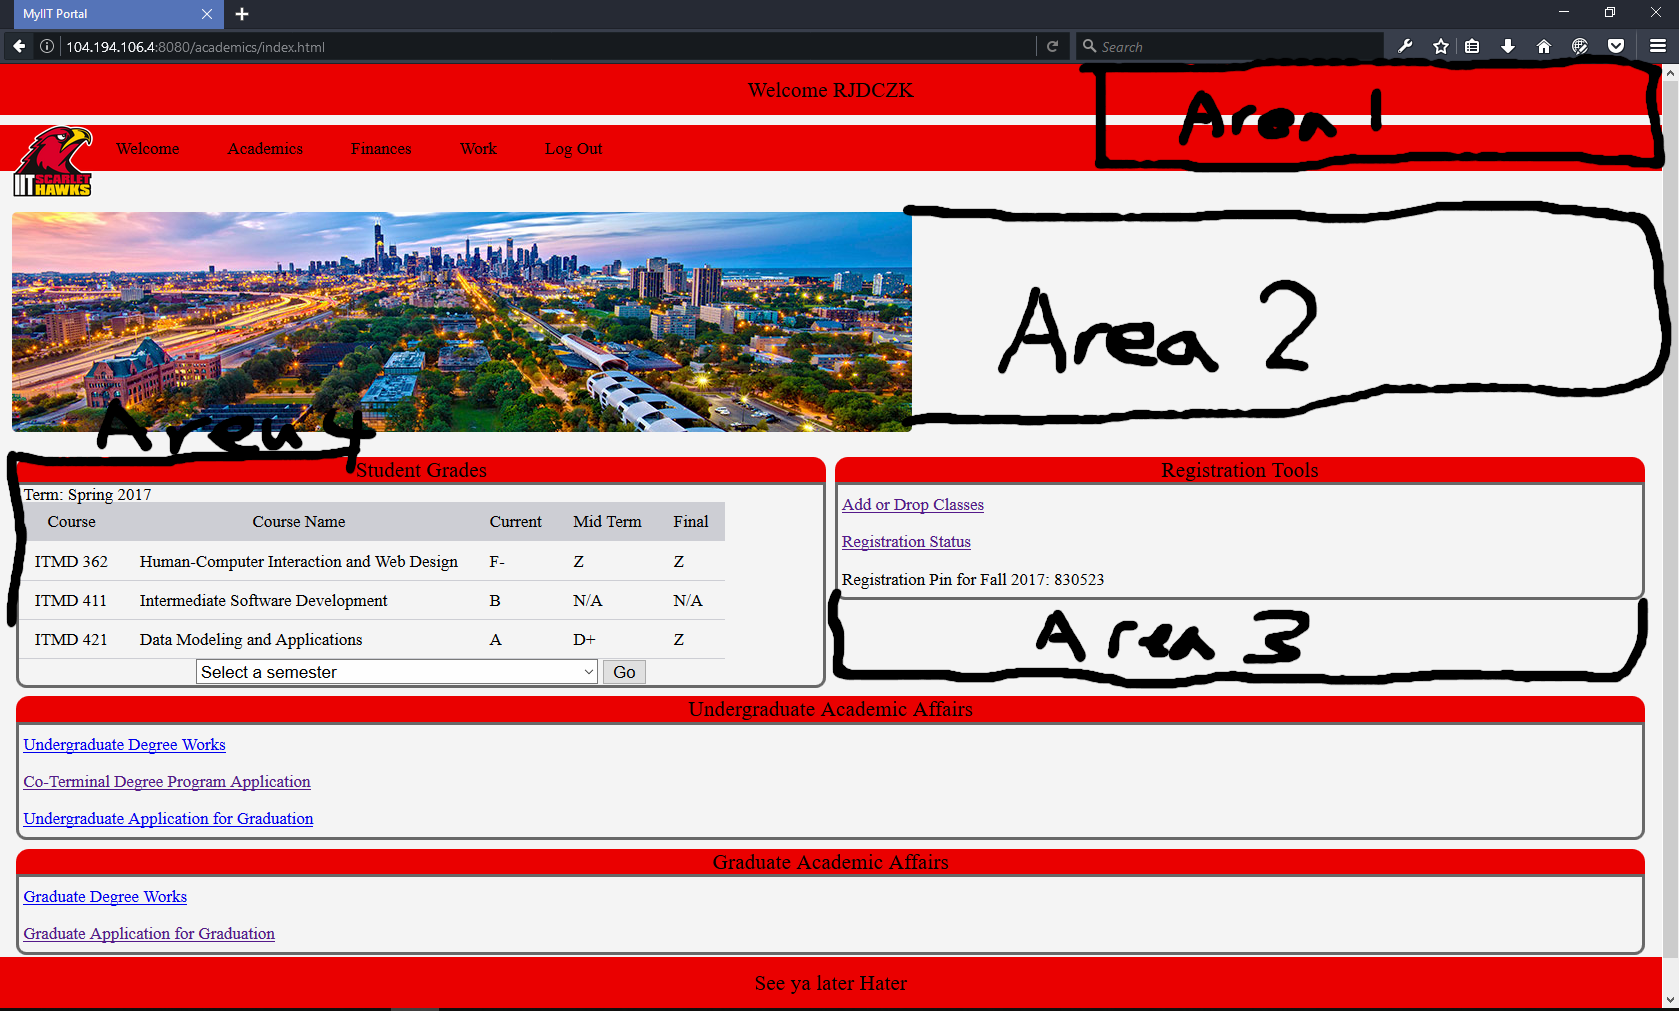 MyIIT Portal
104.194.106.4:8080/academics/index.html
Search
Welcome RJDCZK
Area 1
IIT SCARLET HAWKS
Welcome Academics Finances Work Log Out
Area 2
Area 4
Student Grades
Term: Spring 2017
Course Course Name Current Mid Term Final
ITMD 362 Human-Computer Interaction and Web Design F- Z Z
ITMD 411 Intermediate Software Development B N/A N/A
ITMD 421 Data Modeling and Applications A D+ Z
Select a semester Go
Registration Tools
Add or Drop Classes
Registration Status
Registration Pin for Fall 2017: 830523
Area 3
Undergraduate Academic Affairs
Undergraduate Degree Works
Co-Terminal Degree Program Application
Undergraduate Application for Graduation
Graduate Academic Affairs
Graduate Degree Works
Graduate Application for Graduation
See ya later Hater